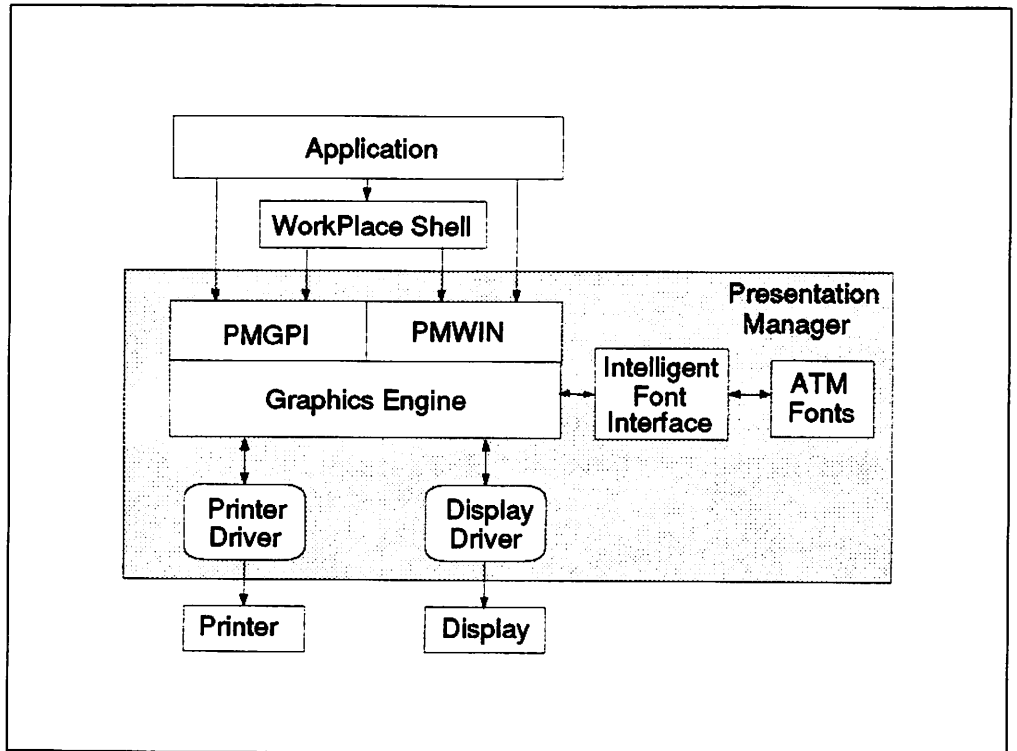 Application
WorkPlace Shell
Presentation
Manager
PMGPI
PMWIN
Graphics Engine
Intelligent
Font
Interface
ATM
Fonts
Printer
Driver
Display
Driver
Printer
Display